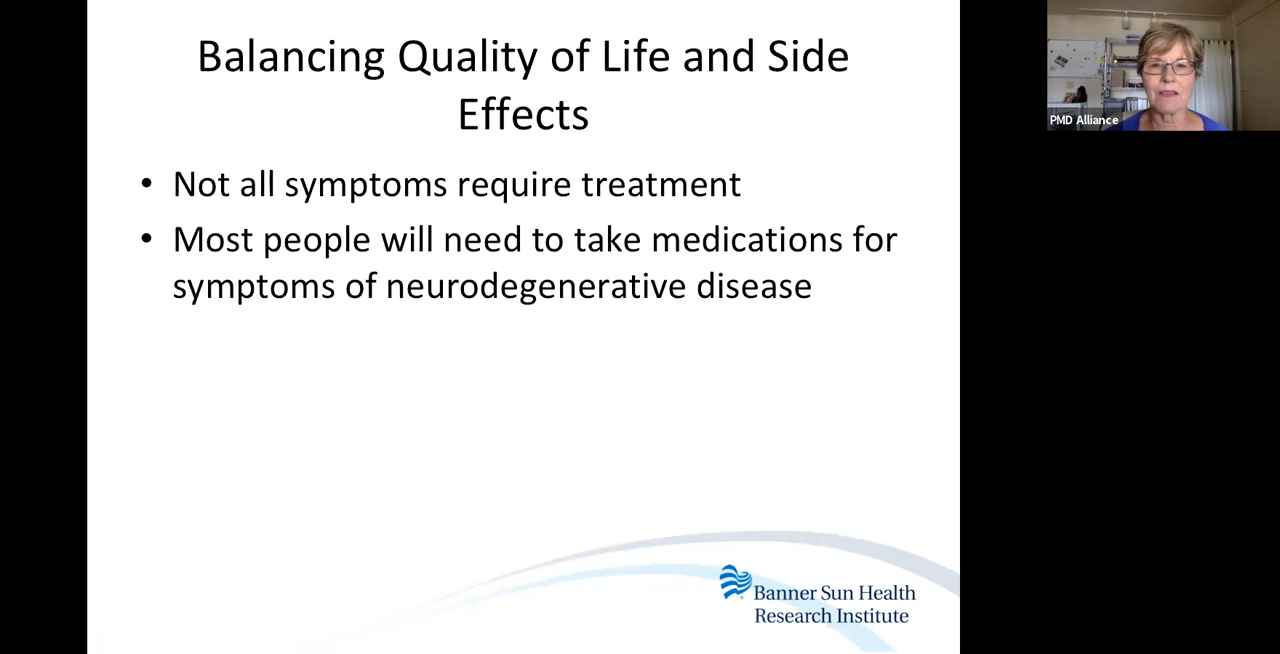 Balancing Quality of Life and Side
Effects
• Not all symptoms require treatment
• Most people will need to take medications for
symptoms of neurodegenerative disease
Banner Sun Health
Research Institute
PMD Alliance